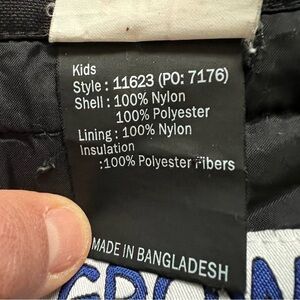 Kids
Style : 11623 (PO: 7176)
Shell : 100% Nylon
100% Polyester
Lining : 100% Nylon
Insulation
:100% Polyester Fibers
MADE IN BANGLADESH